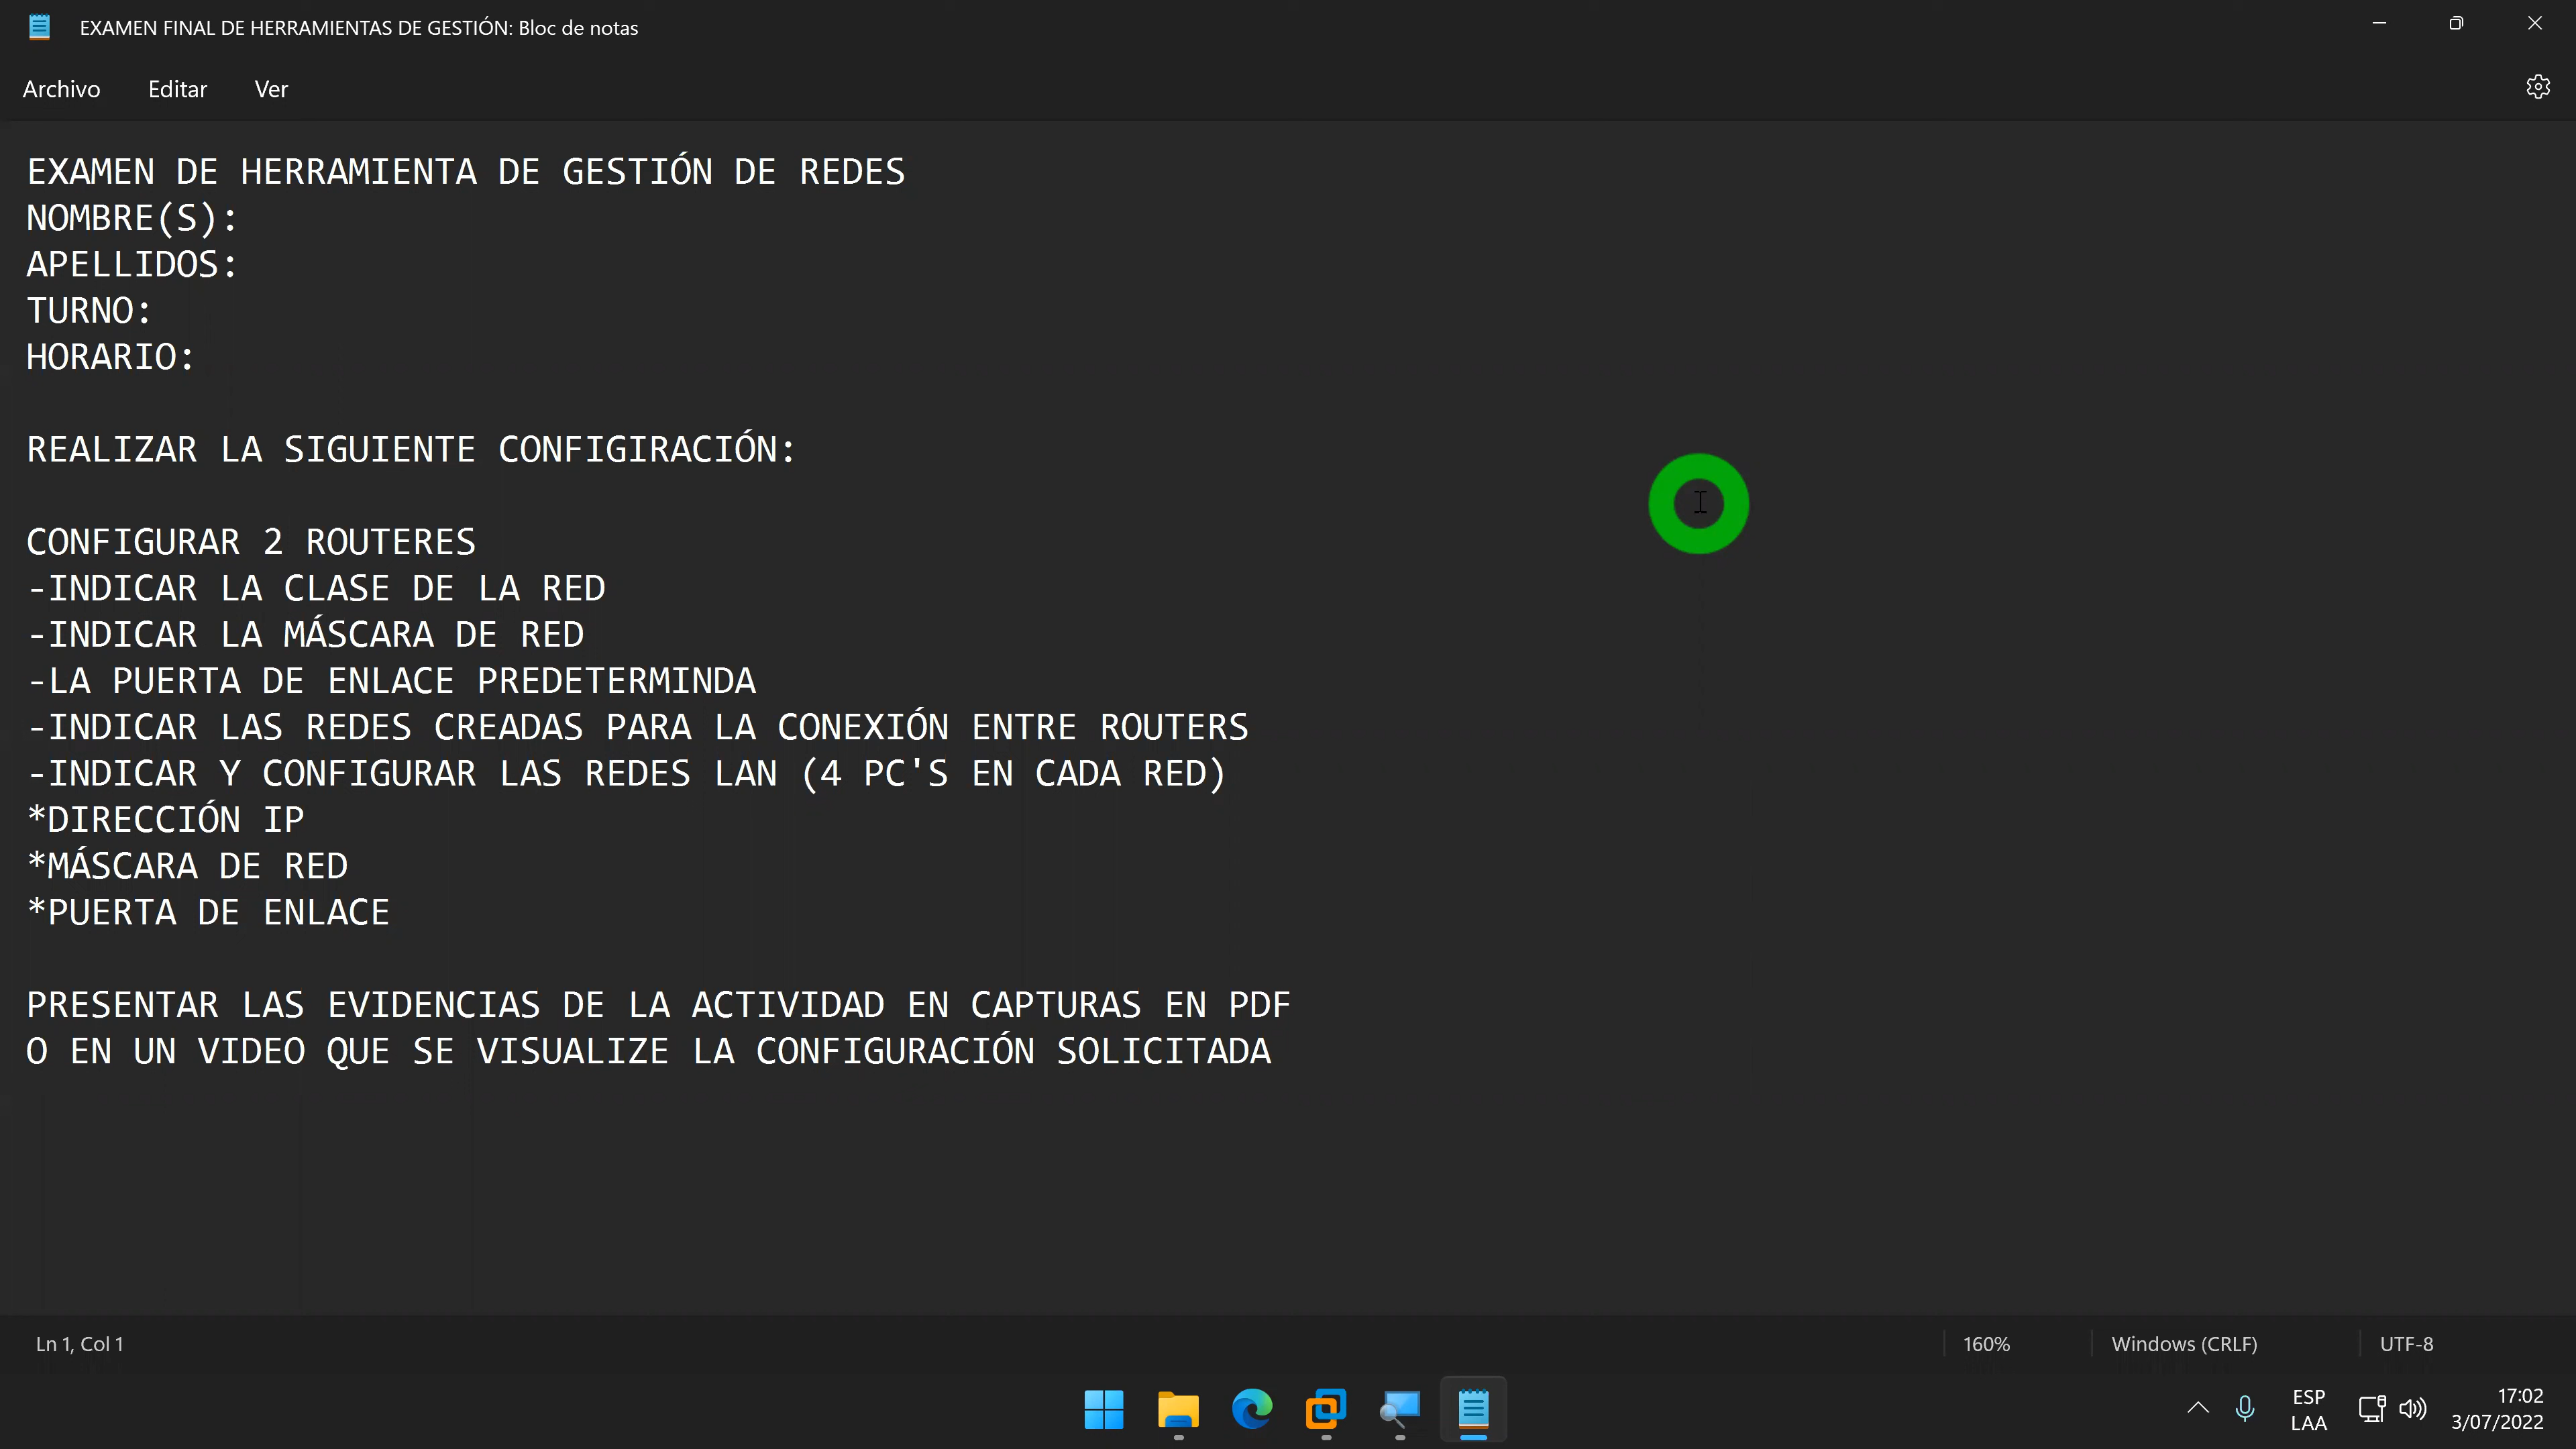 EXAMEN FINAL DE HERRAMIENTAS DE GESTIÓN: Bloc de notas
Archivo Editar Ver
EXAMEN DE HERRAMIENTA DE GESTIÓN DE REDES
NOMBRE(S):
APELLIDOS:
TURNO:
HORARIO:
REALIZAR LA SIGUIENTE CONFIGIRACIÓN:
CONFIGURAR 2 ROUTERES
-INDICAR LA CLASE DE LA RED
-INDICAR LA MÁSCARA DE RED
-LA PUERTA DE ENLACE PREDETERMINDA
-INDICAR LAS REDES CREADAS PARA LA CONEXIÓN ENTRE ROUTERS
-INDICAR Y CONFIGURAR LAS REDES LAN (4 PC'S EN CADA RED)
*DIRECCIÓN IP
*MÁSCARA DE RED
*PUERTA DE ENLACE
PRESENTAR LAS EVIDENCIAS DE LA ACTIVIDAD EN CAPTURAS EN PDF
O EN UN VIDEO QUE SE VISUALIZE LA CONFIGURACIÓN SOLICITADA
Ln 1, Col 1 160% Windows (CRLF) UTF-8
ESP 17:02
LAA 3/07/2022